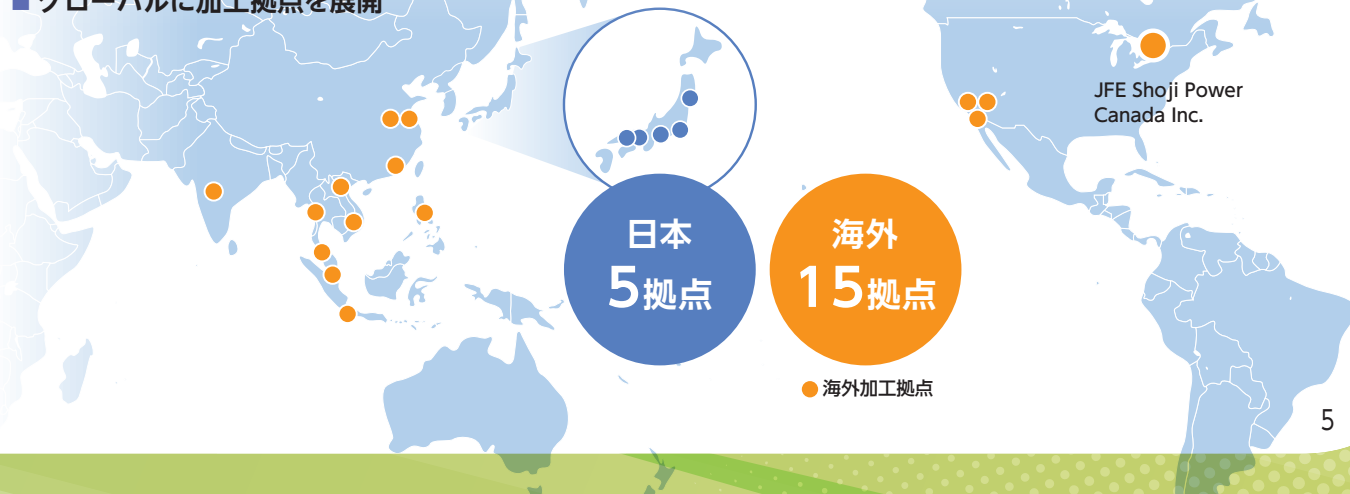 ■ グローバルに加工拠点を展開
JFE Shoji Power
Canada Inc.
日本
5拠点
海外
15拠点
海外加工拠点
5